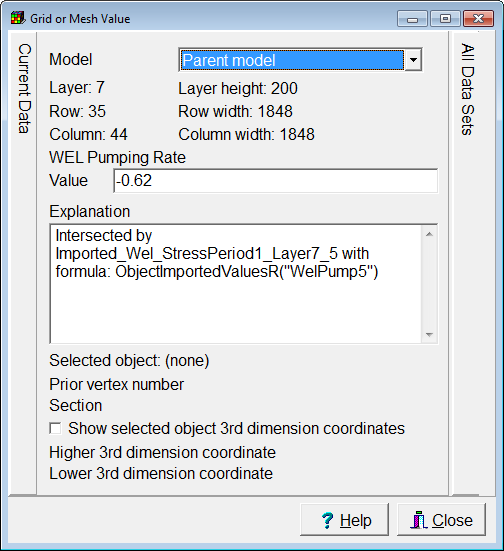 Grid or Mesh Value
Current Data
All Data Sets
Model Parent model
Layer: 7 Layer height: 200
Row: 35 Row width: 1848
Column: 44 Column width: 1848
WEL Pumping Rate
Value -0.62
Explanation
Intersected by
Imported_Wel_StressPeriod1_Layer7_5 with
formula: ObjectImportedValuesR("WelPump5")
Selected object: (none)
Prior vertex number
Section
Show selected object 3rd dimension coordinates
Higher 3rd dimension coordinate
Lower 3rd dimension coordinate
? Help Close